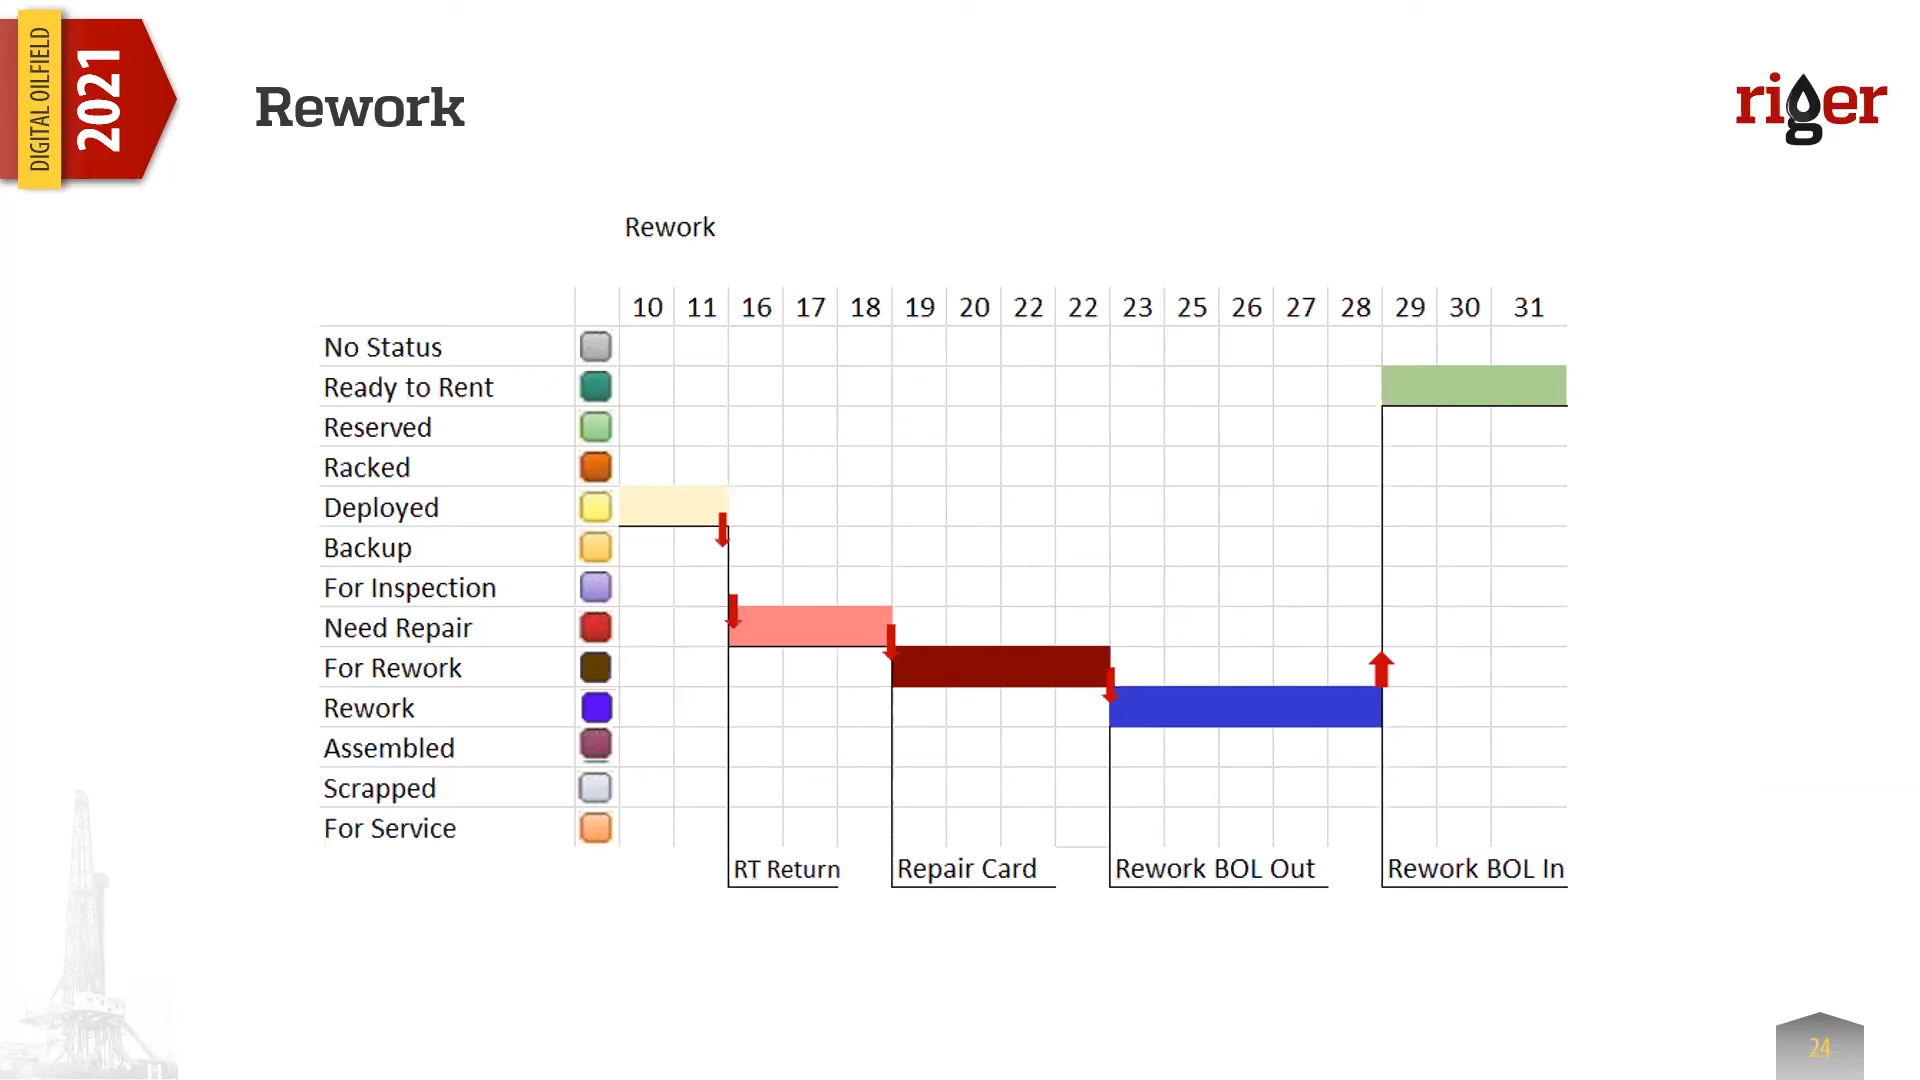 DIGITAL OILFIELD
2021
Rework
riger
Rework
10 11 16 17 18 19 20 22 22 23 25 26 27 28 29 30 31
No Status
Ready to Rent
Reserved
Racked
Deployed
Backup
For Inspection
Need Repair
For Rework
Rework
Assembled
Scrapped
For Service
RT Return Repair Card Rework BOL Out Rework BOL In
24